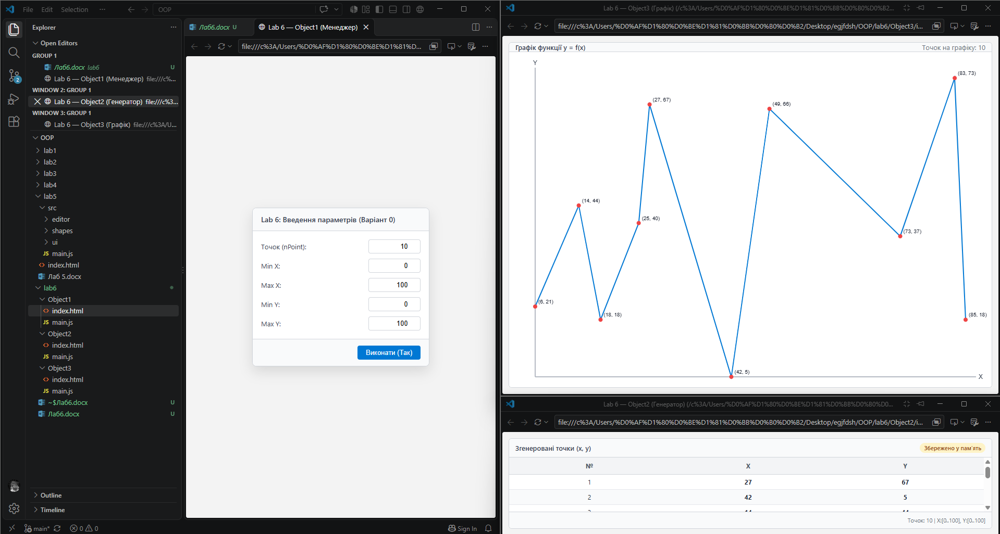 File Edit Selection ··· OOP
Explorer
Open Editors
GROUP 1
Лаб6.docx lab6 U
Lab 6 — Object1 (Менеджер) file:///c%...
WINDOW 2: GROUP 1
Lab 6 — Object2 (Генератор) file:///c%3...
WINDOW 3: GROUP 1
Lab 6 — Object3 (Графік) file:///c%3A/U...
OOP
lab1
lab2
lab3
lab4
lab5
src
editor
shapes
ui
JS main.js
index.html
Лаб 5.docx
lab6
Object1
index.html
JS main.js
Object2
index.html
JS main.js
Object3
index.html
JS main.js
~$Лаб6.docx U
Лаб6.docx U
Outline
Timeline
main* 0 0 Sign In
2
Лаб6.docx U Lab 6 — Object1 (Менеджер)
file:///c%3A/Users/%D0%AF%D1%80%D0%BE%D1%81%D...
Lab 6: Введення параметрів (Варіант 0)
Точок (nPoint): 10
Min X: 0
Max X: 100
Min Y: 0
Max Y: 100
Виконати (Так)
Lab 6 — Object3 (Графік) (/c%3A/Users/%D0%AF%D1%80%D0%BE%D1%81%D0%BB%D0%B0%D0%B2...
file:///c%3A/Users/%D0%AF%D1%80%D0%BE%D1%81%D0%BB%D0%B0%D0%B2/Desktop/egjfdsh/OOP/lab6/Object3/i...
Графік функції y = f(x) Точок на графіку: 10
Y
(83, 73)
(27, 67)
(49, 66)
(14, 44)
(25, 40)
(73, 37)
(6, 21)
(18, 18)
(85, 18)
(42, 5)
X
Lab 6 — Object2 (Генератор) (/c%3A/Users/%D0%AF%D1%80%D0%BE%D1%81%D0%BB%D0%B0%D0...
file:///c%3A/Users/%D0%AF%D1%80%D0%BE%D1%81%D0%BB%D0%B0%D0%B2/Desktop/egjfdsh/OOP/lab6/Object2/i...
Згенеровані точки (x, y) Збережено у пам'ять
№ X Y
1 27 67
2 42 5
Точок: 10 | X:[0..100], Y:[0..100]